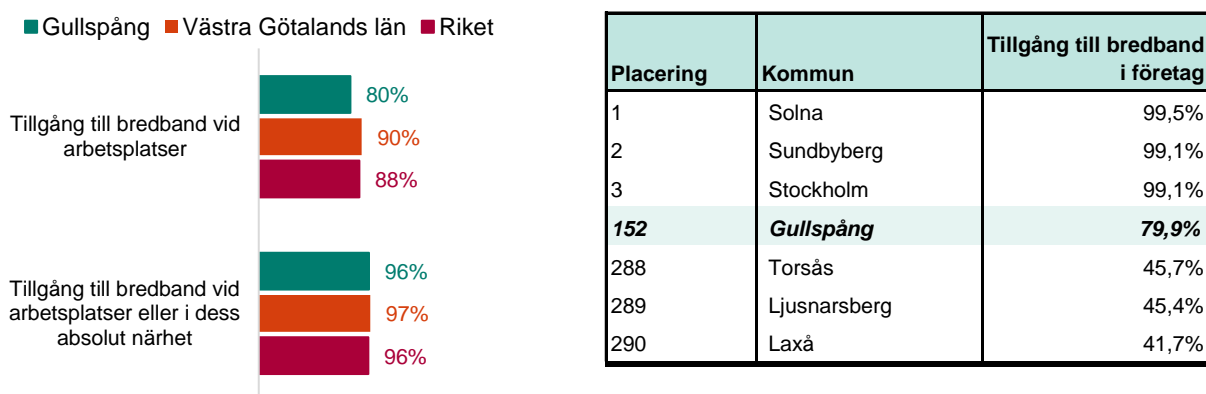 Gullspång Västra Götalands län Riket
Tillgång till bredband vid
arbetsplatser
80%
90%
88%
Tillgång till bredband vid
arbetsplatser eller i dess
absolut närhet
96%
97%
96%
Placering Kommun Tillgång till bredband i företag
1 Solna 99,5%
2 Sundbyberg 99,1%
3 Stockholm 99,1%
152 Gullspång 79,9%
288 Torsås 45,7%
289 Ljusnarsberg 45,4%
290 Laxå 41,7%